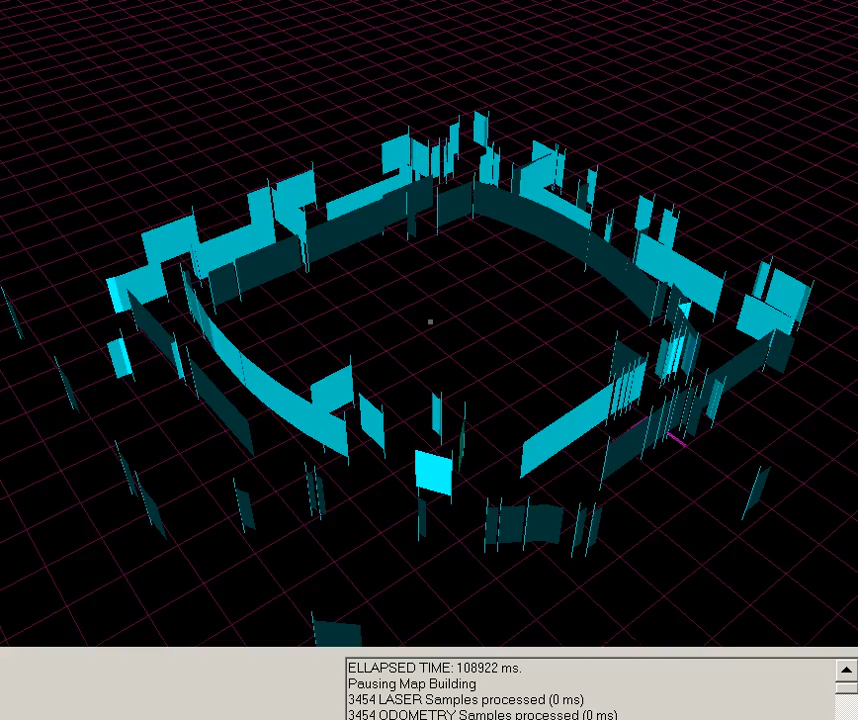 ELLAPSED TIME: 108922 ms.
Pausing Map Building
3454 LASER Samples processed (0 ms)
3454 ODOMETRY Samples processed (0 ms)